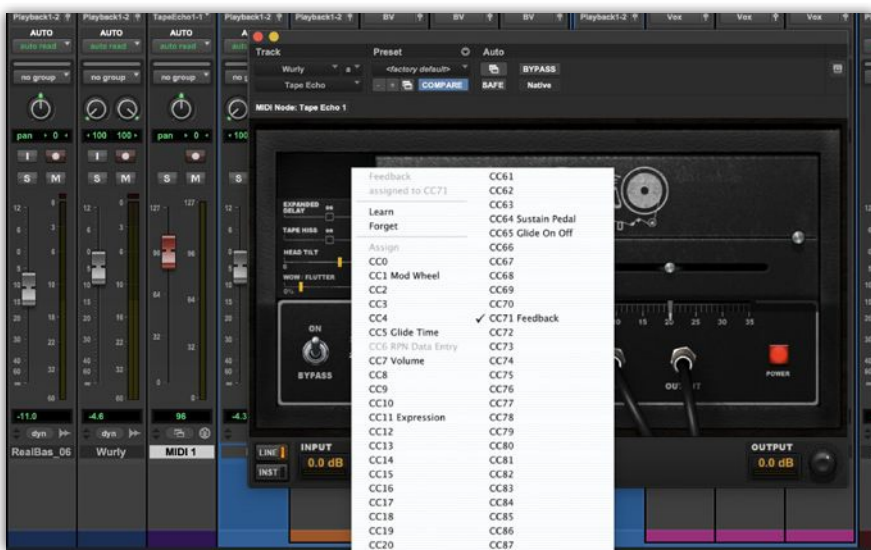 Playback1-2 Playback1-2 TapeEcho1-1 Playback1-2 Playback1-2 BV BV BV Playback1-2 Vox Vox Vox
AUTO AUTO AUTO
auto read auto read auto read
no group no group no group
pan 0 +100 100 pan 0 +100
I I
S M S M S M S
-11.0 -4.6 96 -4.3
dyn dyn
RealBas_06 Wurly MIDI 1
Track Preset Auto
Wurly a <factory default> BYPASS
Tape Echo - + COMPARE SAFE Native
MIDI Node: Tape Echo 1
EXPANDED DELAY
TAPE HISS
HEAD TILT
WOW / FLUTTER
0%
ON
BYPASS
10 15 20 25 30 35
OUTPUT
POWER
LINE
INST
INPUT
0.0 dB
OUTPUT
0.0 dB
Feedback
assigned to CC71
Learn
Forget
Assign
CC0
CC1 Mod Wheel
CC2
CC3
CC4
CC5 Glide Time
CC6 RPN Data Entry
CC7 Volume
CC8
CC9
CC10
CC11 Expression
CC12
CC13
CC14
CC15
CC16
CC17
CC18
CC19
CC20
CC61
CC62
CC63
CC64 Sustain Pedal
CC65 Glide On Off
CC66
CC67
CC68
CC69
CC70
✓ CC71 Feedback
CC72
CC73
CC74
CC75
CC76
CC77
CC78
CC79
CC80
CC81
CC82
CC83
CC84
CC85
CC86
CC87